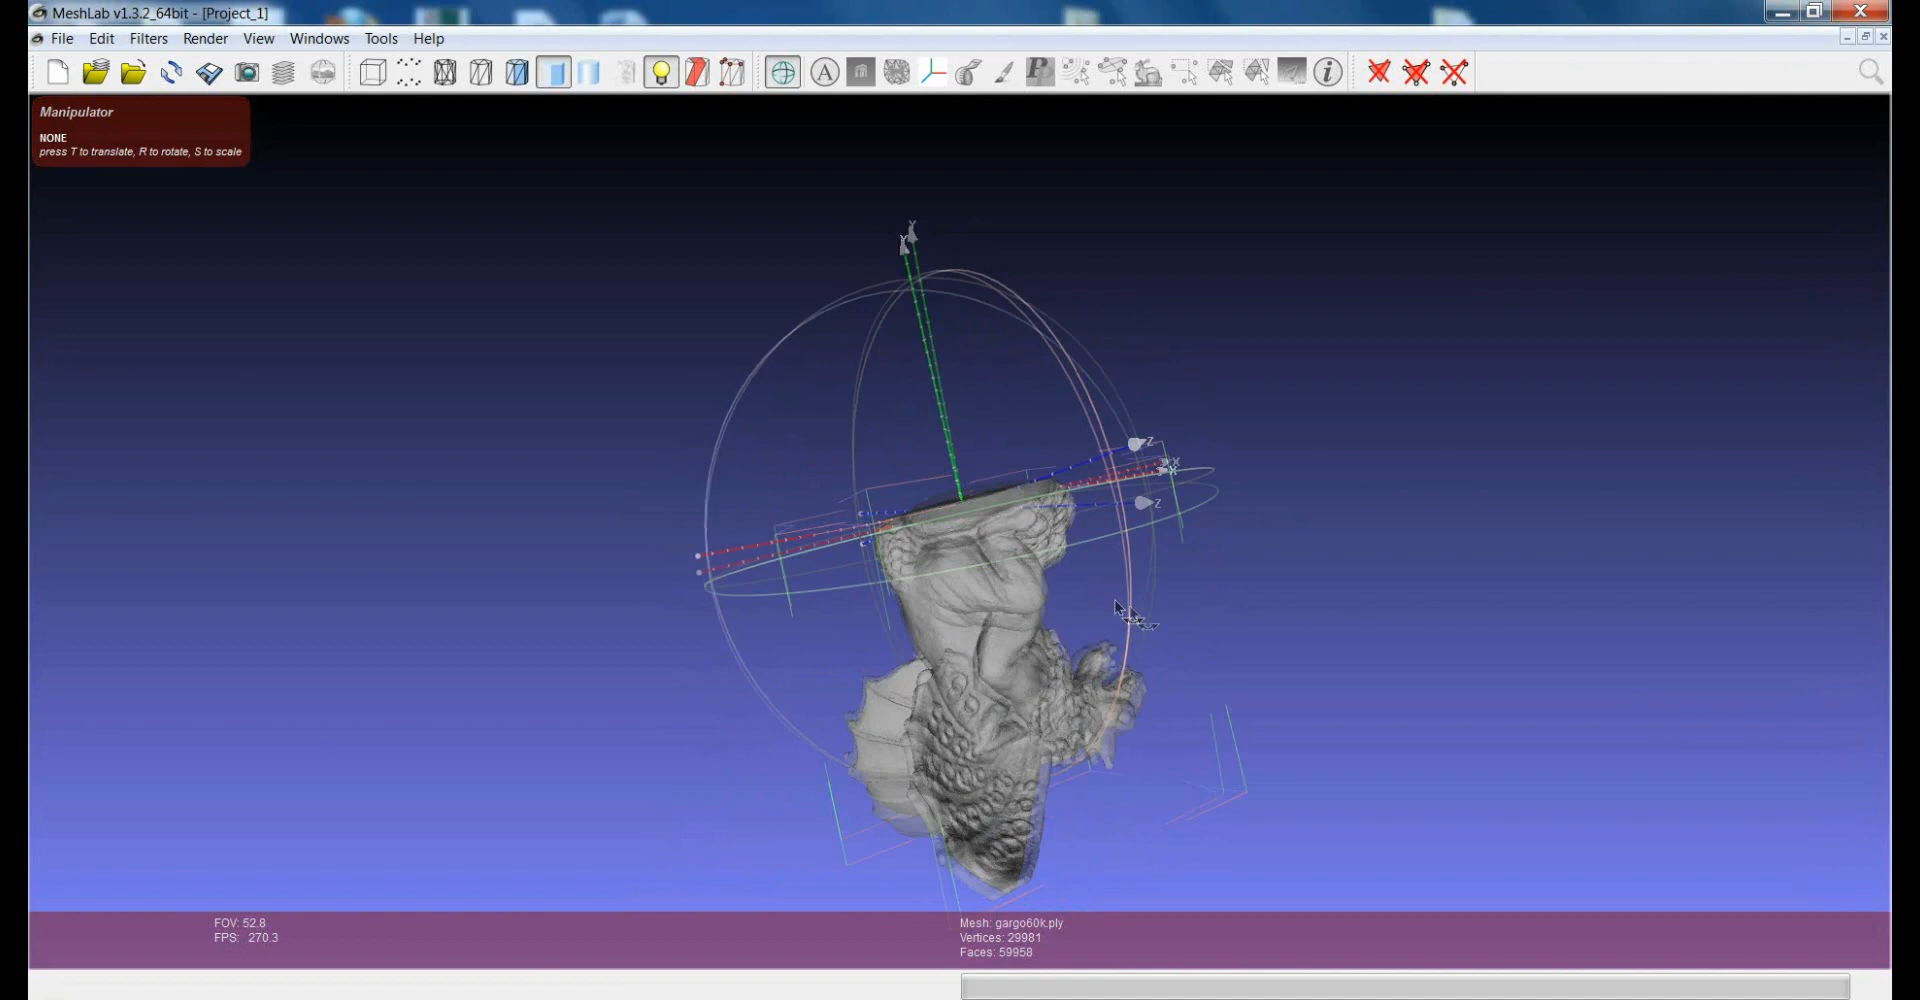 MeshLab v1.3.2_64bit - [Project_1]
File Edit Filters Render View Windows Tools Help
A P i
Manipulator
NONE
press T to translate, R to rotate, S to scale
Y
Y
Z
X
X
Z
FOV: 52.8
FPS: 270.3
Mesh: gargo60k.ply
Vertices: 29981
Faces: 59958